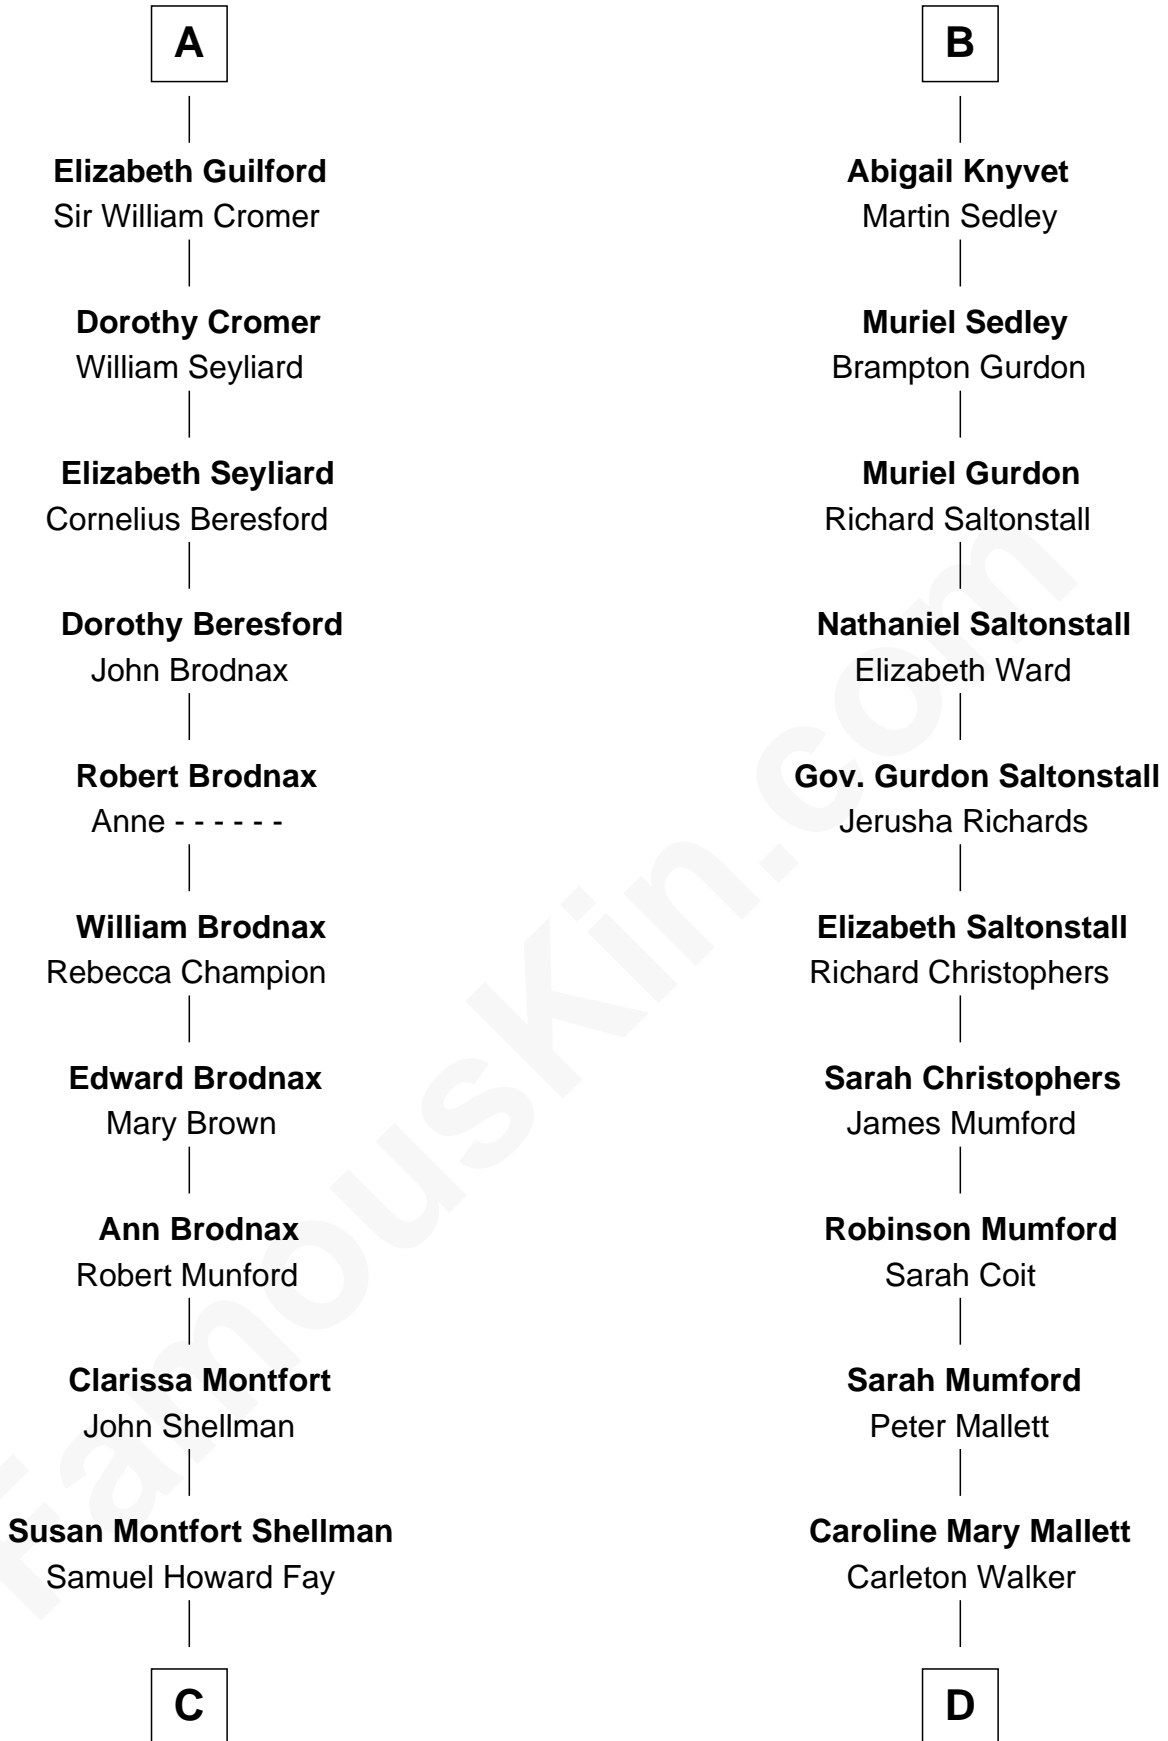 A
Elizabeth Guilford
Sir William Cromer
Dorothy Cromer
William Seyliard
Elizabeth Seyliard
Cornelius Beresford
Dorothy Beresford
John Brodnax
Robert Brodnax
Anne - - - - - -
William Brodnax
Rebecca Champion
Edward Brodnax
Mary Brown
Ann Brodnax
Robert Munford
Clarissa Montfort
John Shellman
Susan Montfort Shellman
Samuel Howard Fay
C
B
Abigail Knyvet
Martin Sedley
Muriel Sedley
Brampton Gurdon
Muriel Gurdon
Richard Saltonstall
Nathaniel Saltonstall
Elizabeth Ward
Gov. Gurdon Saltonstall
Jerusha Richards
Elizabeth Saltonstall
Richard Christophers
Sarah Christophers
James Mumford
Robinson Mumford
Sarah Coit
Sarah Mumford
Peter Mallett
Caroline Mary Mallett
Carleton Walker
D
FamousKin.com